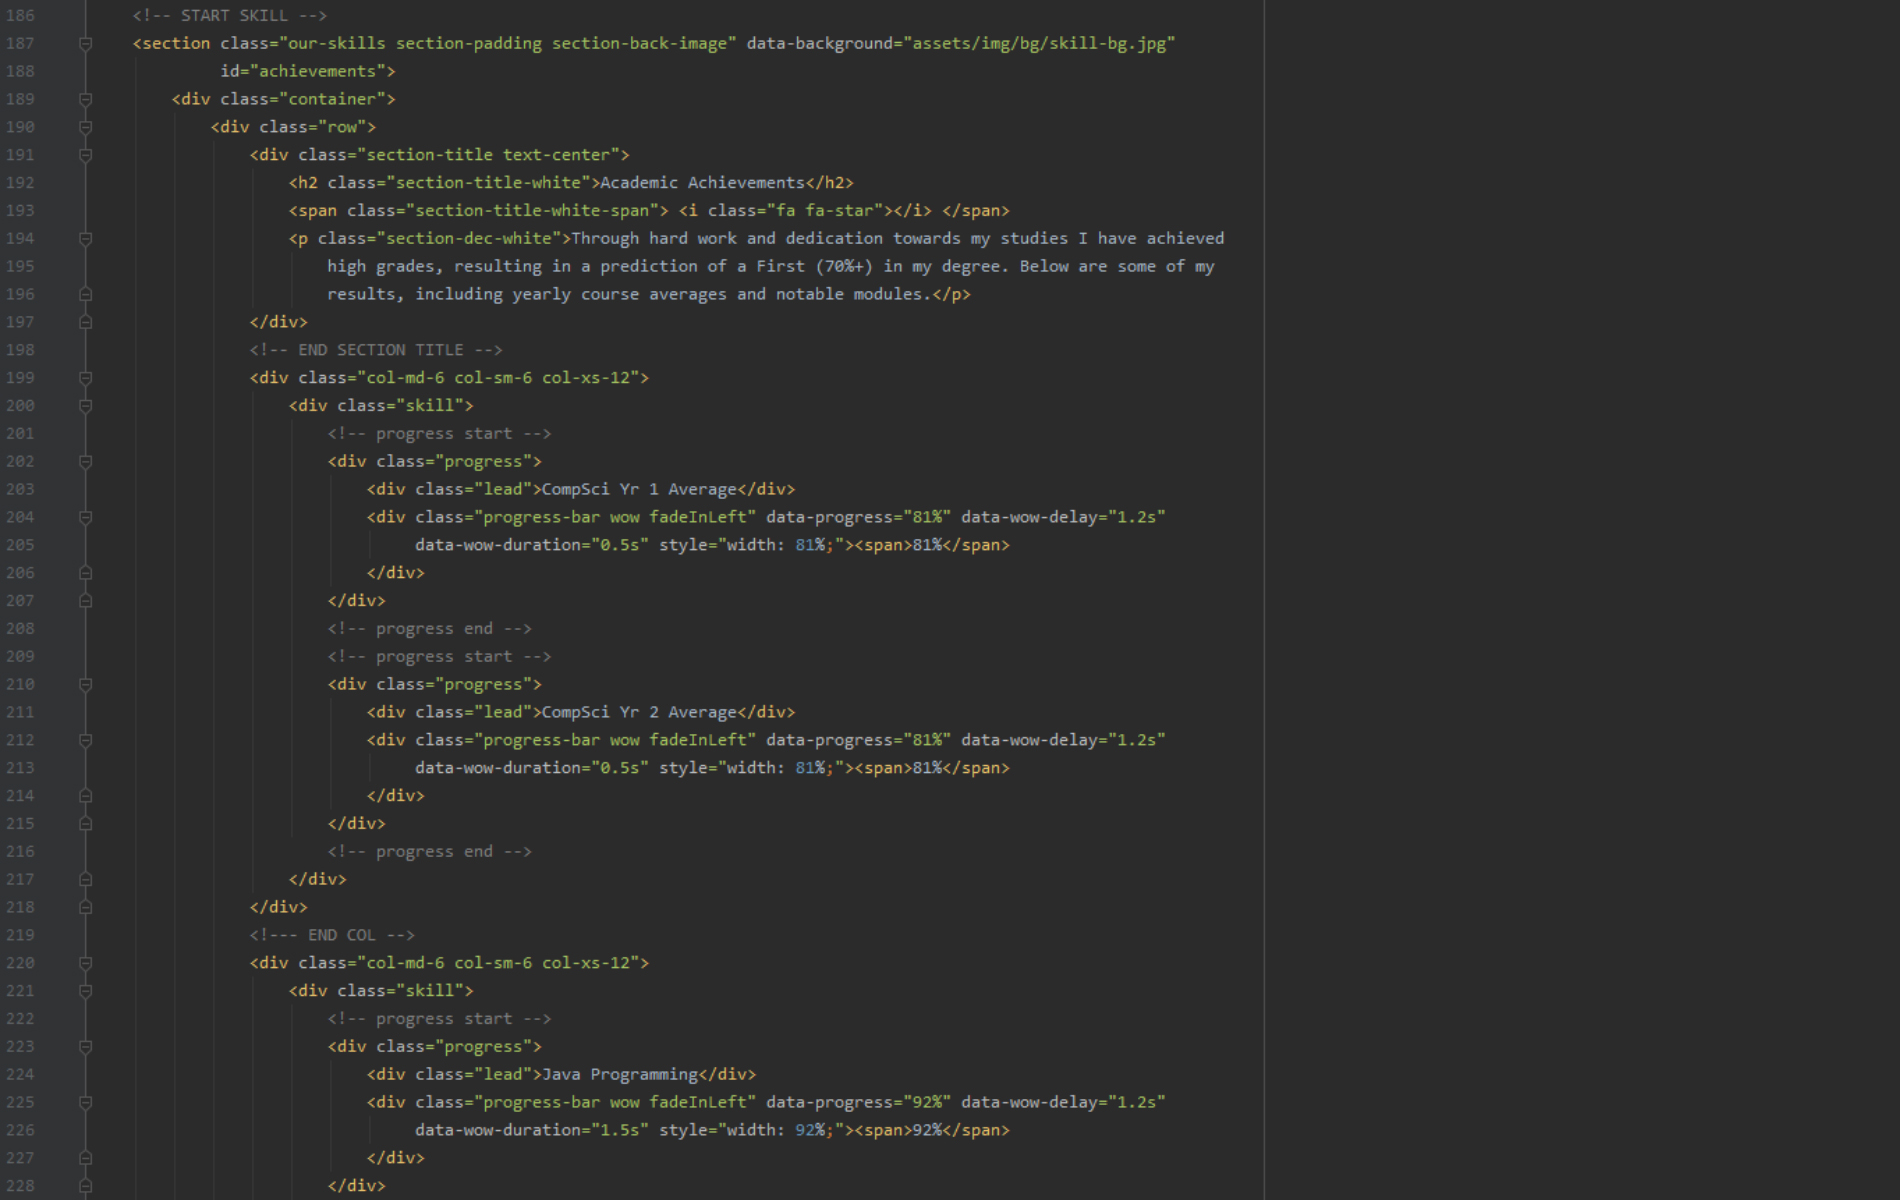 186 <!-- START SKILL -->
187 <section class="our-skills section-padding section-back-image" data-background="assets/img/bg/skill-bg.jpg"
188 id="achievements">
189 <div class="container">
190 <div class="row">
191 <div class="section-title text-center">
192 <h2 class="section-title-white">Academic Achievements</h2>
193 <span class="section-title-white-span"> <i class="fa fa-star"></i> </span>
194 <p class="section-dec-white">Through hard work and dedication towards my studies I have achieved
195 high grades, resulting in a prediction of a First (70%+) in my degree. Below are some of my
196 results, including yearly course averages and notable modules.</p>
197 </div>
198 <!-- END SECTION TITLE -->
199 <div class="col-md-6 col-sm-6 col-xs-12">
200 <div class="skill">
201 <!-- progress start -->
202 <div class="progress">
203 <div class="lead">CompSci Yr 1 Average</div>
204 <div class="progress-bar wow fadeInLeft" data-progress="81%" data-wow-delay="1.2s"
205 data-wow-duration="0.5s" style="width: 81%;"><span>81%</span>
206 </div>
207 </div>
208 <!-- progress end -->
209 <!-- progress start -->
210 <div class="progress">
211 <div class="lead">CompSci Yr 2 Average</div>
212 <div class="progress-bar wow fadeInLeft" data-progress="81%" data-wow-delay="1.2s"
213 data-wow-duration="0.5s" style="width: 81%;"><span>81%</span>
214 </div>
215 </div>
216 <!-- progress end -->
217 </div>
218 </div>
219 <!--- END COL -->
220 <div class="col-md-6 col-sm-6 col-xs-12">
221 <div class="skill">
222 <!-- progress start -->
223 <div class="progress">
224 <div class="lead">Java Programming</div>
225 <div class="progress-bar wow fadeInLeft" data-progress="92%" data-wow-delay="1.2s"
226 data-wow-duration="1.5s" style="width: 92%;"><span>92%</span>
227 </div>
228 </div>